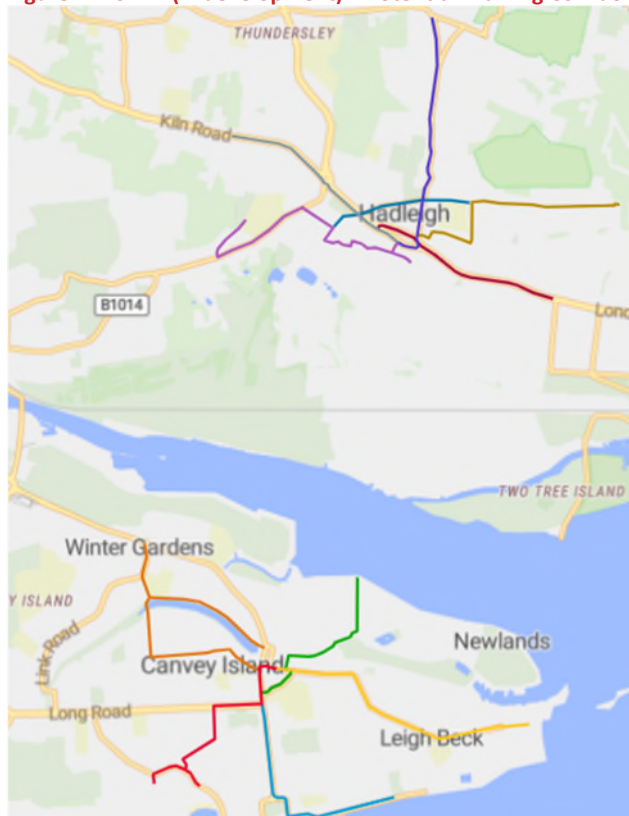 THUNDERSLEY
Kiln Road
Hadleigh
B1014
TWO TREE ISLAND
Winter Gardens
Y ISLAND
Link Road
Newlands
Canvey Island
Long Road
Leigh Beck